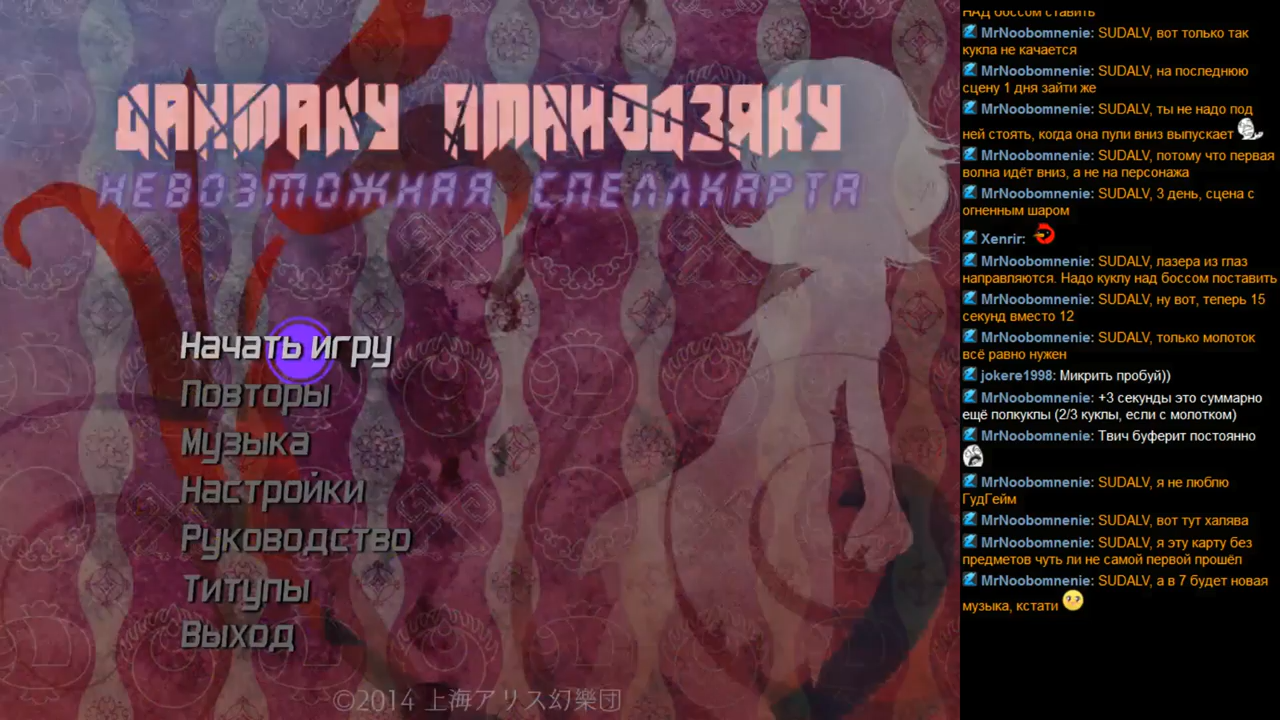 ДАНМАКУ АМАНОДЗЯКУ
НЕВОЗМОЖНАЯ СПЕЛЛКАРТА
Начать игру
Повторы
Музыка
Настройки
Руководство
Титулы
Выход
©2014 上海アリス幻樂団
НАД боссом ставить
MrNoobomnenie: SUDALV, вот только так
кукла не качается
MrNoobomnenie: SUDALV, на последнюю
сцену 1 дня зайти же
MrNoobomnenie: SUDALV, ты не надо под
ней стоять, когда она пули вниз выпускает
MrNoobomnenie: SUDALV, потому что первая
волна идёт вниз, а не на персонажа
MrNoobomnenie: SUDALV, 3 день, сцена с
огненным шаром
Xenrir:
MrNoobomnenie: SUDALV, лазера из глаз
направляются. Надо куклу над боссом поставить
MrNoobomnenie: SUDALV, ну вот, теперь 15
секунд вместо 12
MrNoobomnenie: SUDALV, только молоток
всё равно нужен
jokere1998: Микрить пробуй))
MrNoobomnenie: +3 секунды это суммарно
ещё полкуклы (2/3 куклы, если с молотком)
MrNoobomnenie: Твич буферит постоянно
MrNoobomnenie: SUDALV, я не люблю
ГудГейм
MrNoobomnenie: SUDALV, вот тут халява
MrNoobomnenie: SUDALV, я эту карту без
предметов чуть ли не самой первой прошёл
MrNoobomnenie: SUDALV, а в 7 будет новая
музыка, кстати